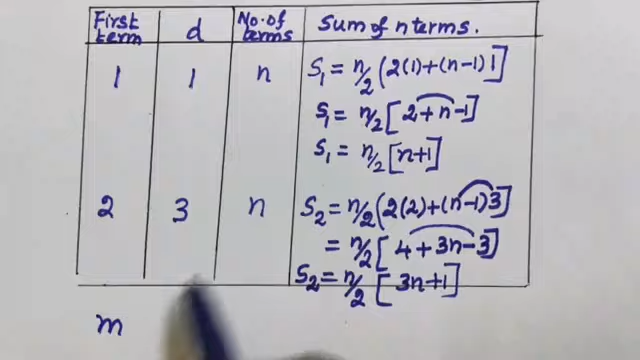 First term d No. of terms Sum of n terms.
1 1 n S₁ = n/2 (2(1)+(n-1)1]
S₁ = n/2 [2+n-1]
S₁ = n/2 [n+1]
2 3 n S₂ = n/2 (2(2)+(n-1)3]
= n/2 [4+3n-3]
S₂ = n/2 [3n+1]
m